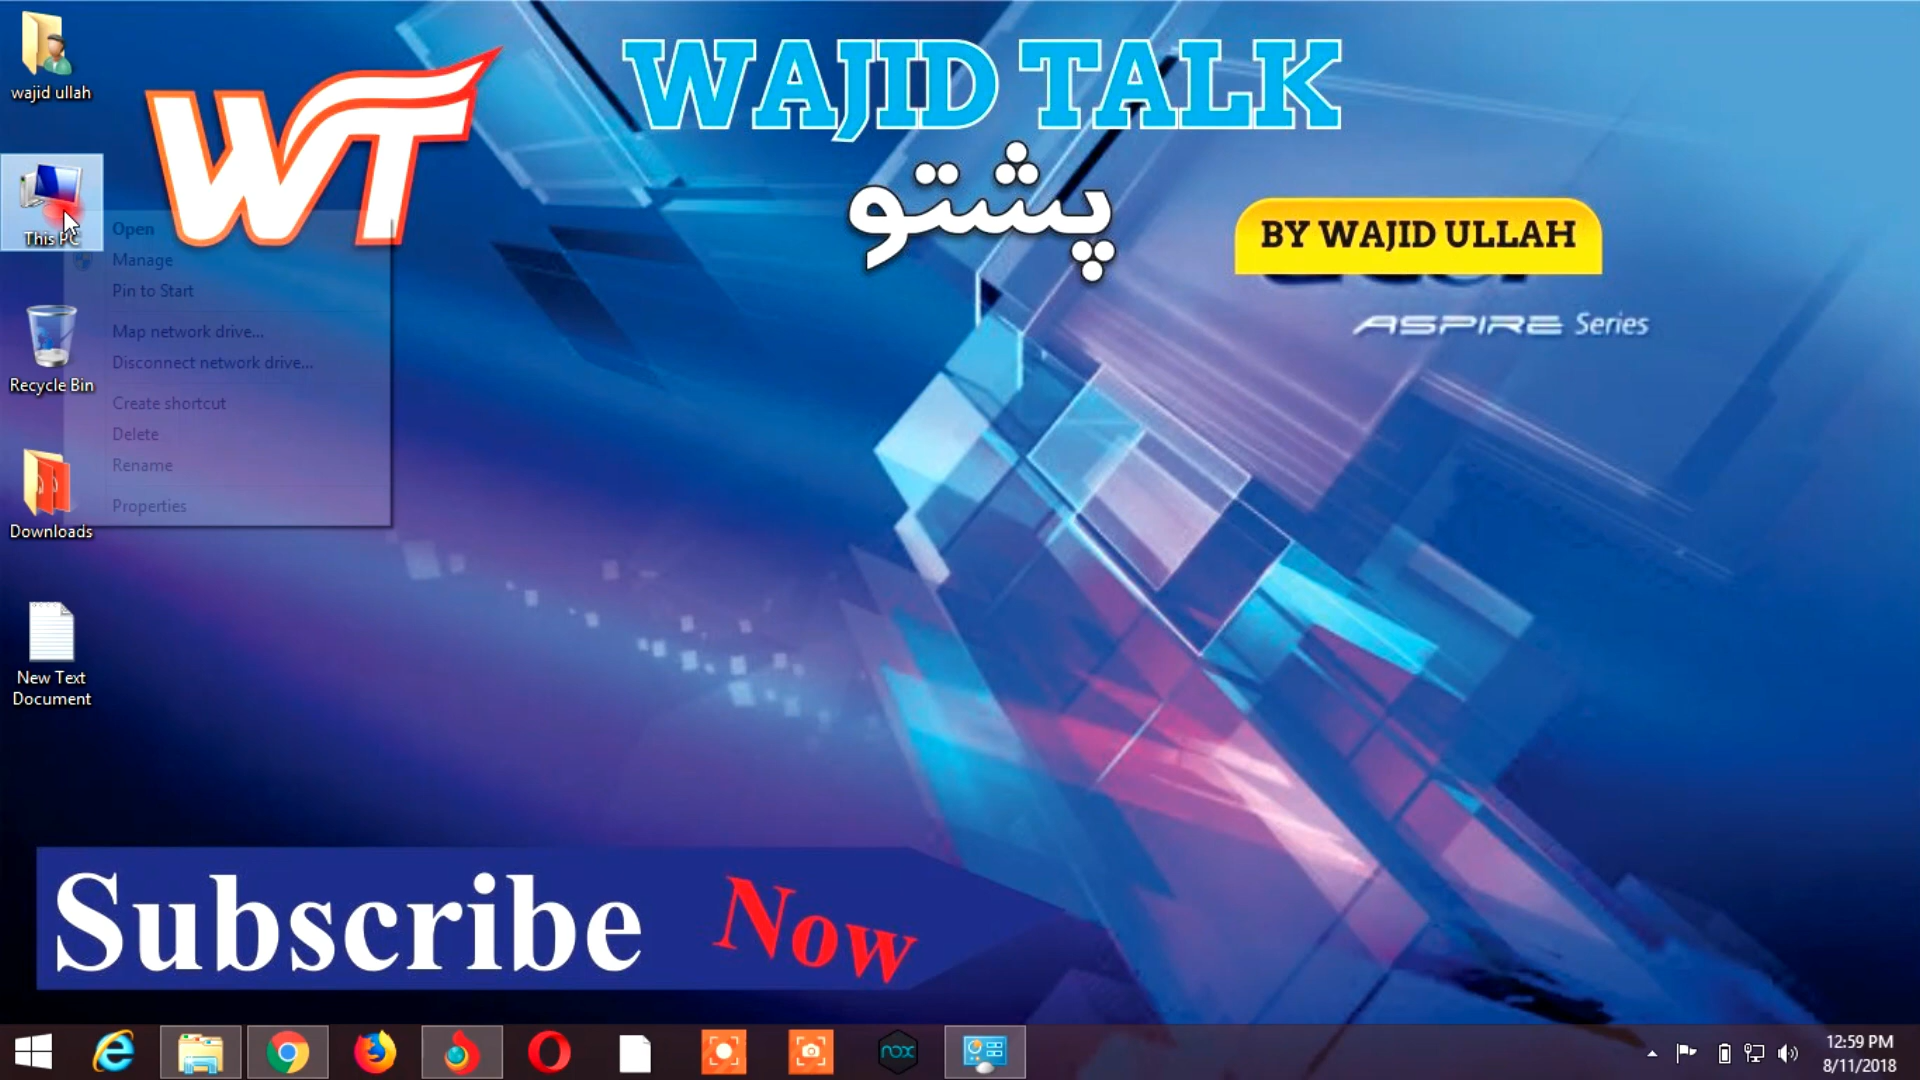 wajid ullah
WT
WAJID TALK
پشتو
BY WAJID ULLAH
ASPIRE Series
This PC
Open
Manage
Pin to Start
Map network drive...
Disconnect network drive...
Create shortcut
Delete
Rename
Properties
Recycle Bin
Downloads
New Text
Document
Subscribe Now
nox
12:59 PM
8/11/2018